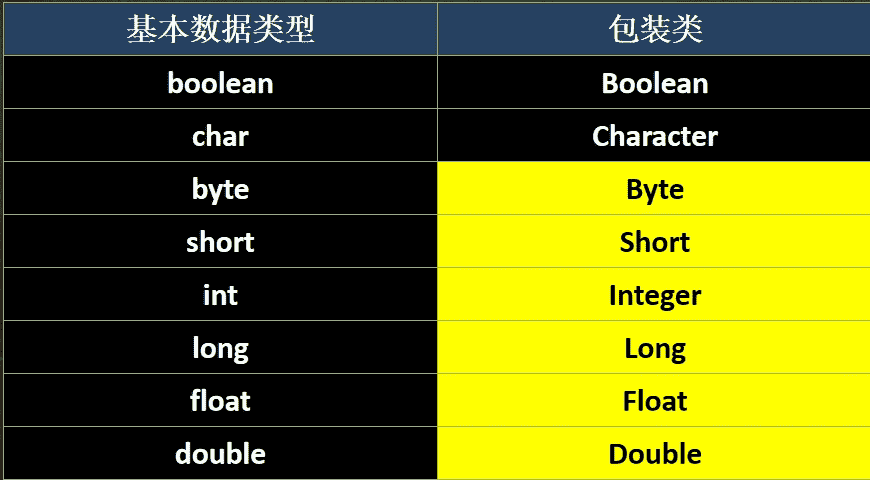 基本数据类型 包装类
boolean Boolean
char Character
byte Byte
short Short
int Integer
long Long
float Float
double Double